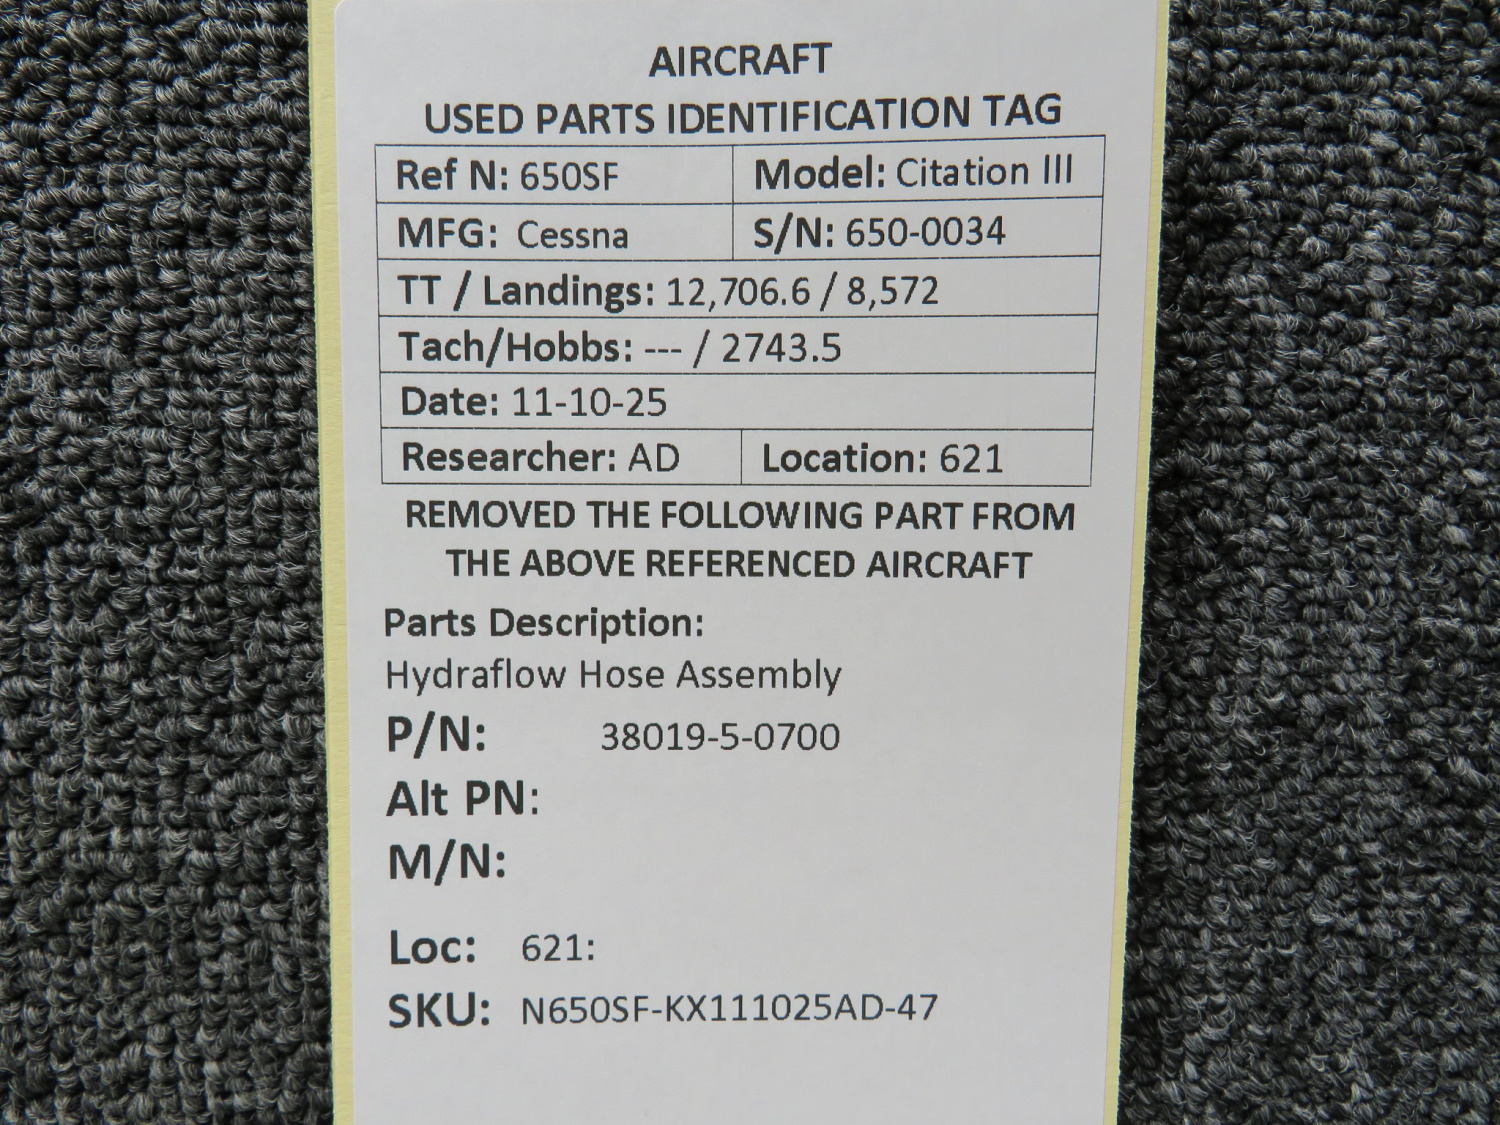 AIRCRAFT
USED PARTS IDENTIFICATION TAG
Ref N: 650SF Model: Citation III
MFG: Cessna S/N: 650-0034
TT / Landings: 12,706.6 / 8,572
Tach/Hobbs: --- / 2743.5
Date: 11-10-25
Researcher: AD Location: 621
REMOVED THE FOLLOWING PART FROM
THE ABOVE REFERENCED AIRCRAFT
Parts Description:
Hydraflow Hose Assembly
P/N: 38019-5-0700
Alt PN:
M/N:
Loc: 621:
SKU: N650SF-KX111025AD-47